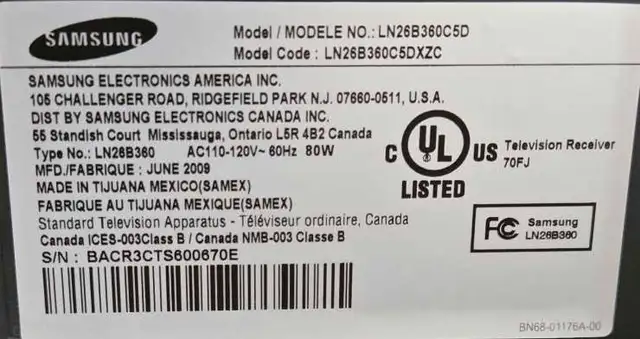 SAMSUNG
Model / MODELE NO.: LN26B360C5D
Model Code : LN26B360C5DXZC
SAMSUNG ELECTRONICS AMERICA INC.
105 CHALLENGER ROAD, RIDGEFIELD PARK N.J. 07660-0511, U.S.A.
DIST BY SAMSUNG ELECTRONICS CANADA INC.
55 Standish Court Mississauga, Ontario L5R 4B2 Canada
Type No.: LN26B360 AC110-120V~ 60Hz 80W
MFD./FABRICATION : JUNE 2009
MADE IN TIJUANA MEXICO(SAMEX)
FABRIQUE AU TIJUANA MEXIQUE(SAMEX)
Standard Television Apparatus - Téléviseur ordinaire, Canada
Canada ICES-003Class B / Canada NMB-003 Classe B
S/N : BACR3CTS600670E
C UL US
LISTED
Television Receiver
70FJ
FC Samsung
LN26B360
BN68-01176A-00